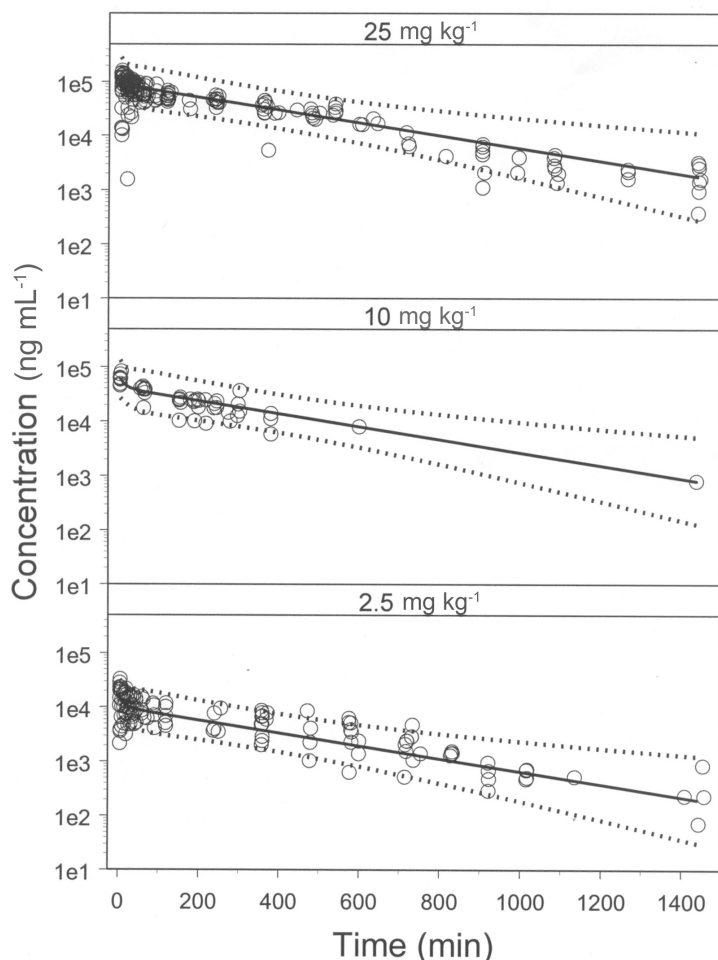 25 mg kg⁻¹
1e5
1e4
1e3
1e2
1e1
10 mg kg⁻¹
1e5
1e4
1e3
1e2
1e1
2.5 mg kg⁻¹
1e5
1e4
1e3
1e2
1e1
Concentration (ng mL⁻¹)
0 200 400 600 800 1000 1200 1400
Time (min)